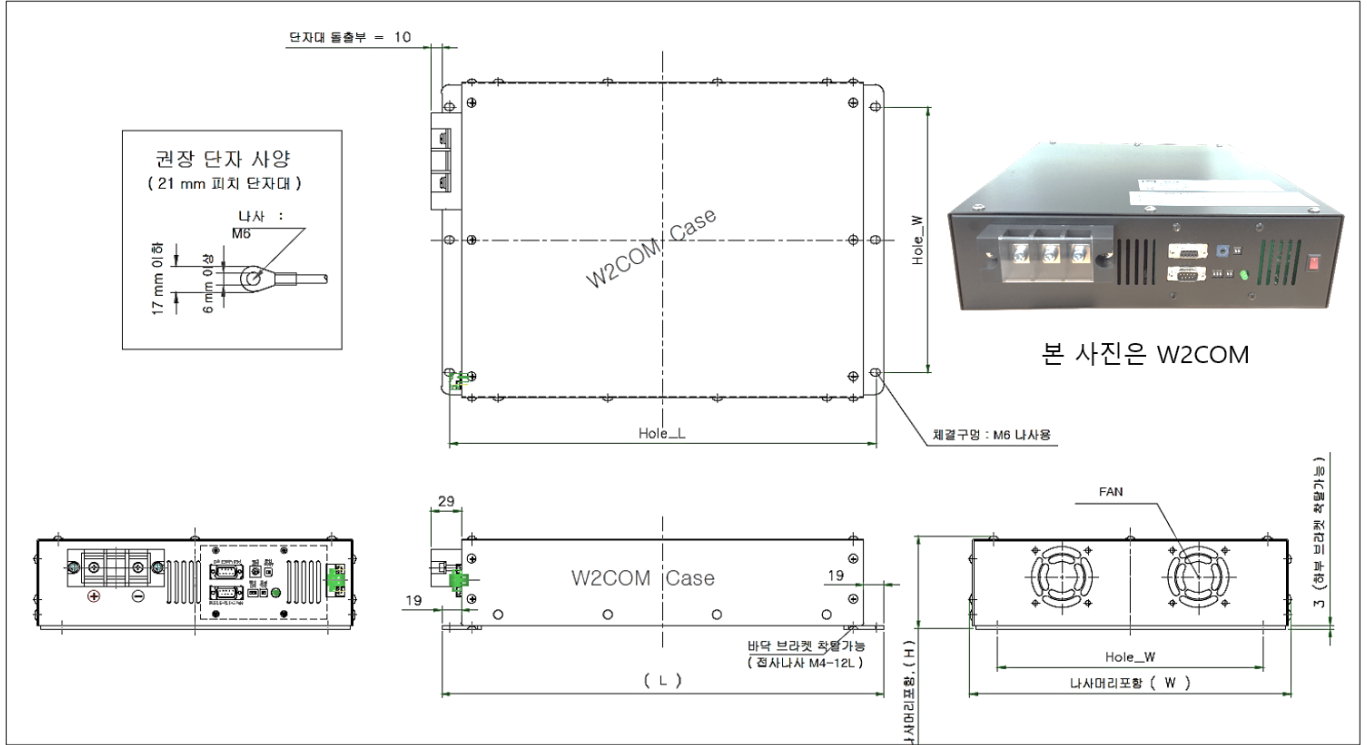 단자대 돌출부 = 10
권장 단자 사양
( 21 mm 피치 단자대 )
나사 :
M6
17 mm 이하
6 mm 이상
W2COM Case
Hole_W
Hole_L
체결구멍 : M6 나사용
본 사진은 W2COM
29
19
W2COM Case
19
바닥 브라켓 착탈가능
( 접시나사 M4-12L )
( L )
나사머리포함, ( H )
FAN
3 (하부 브라켓 착탈가능)
Hole_W
나사머리포함 ( W )
+
−